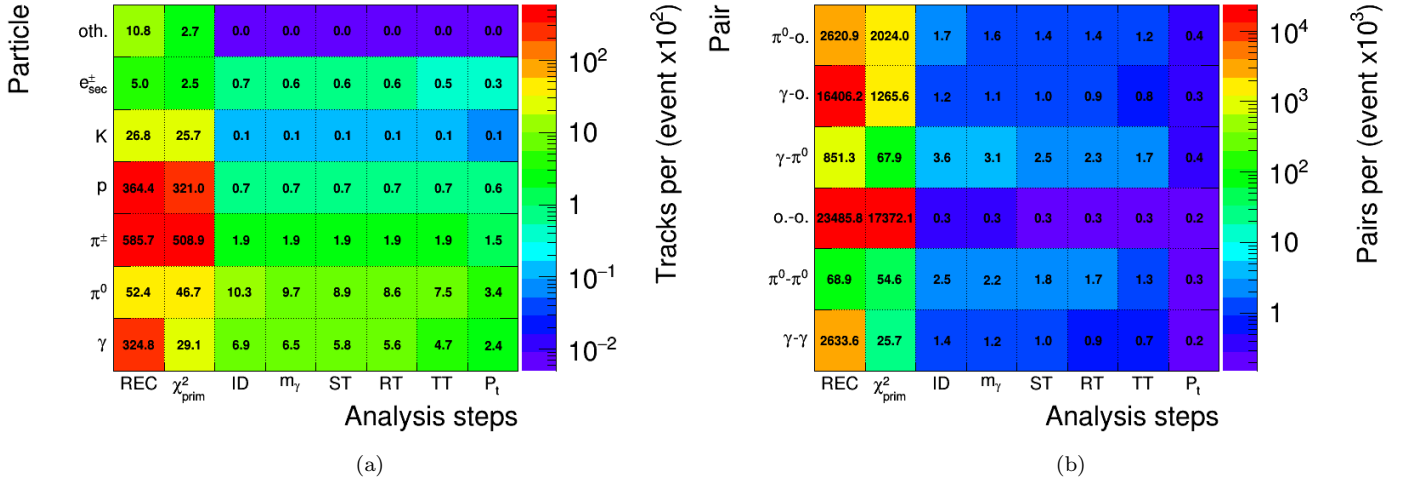 Particle
oth. 10.8 2.7 0.0 0.0 0.0 0.0 0.0 0.0
e±sec 5.0 2.5 0.7 0.6 0.6 0.6 0.5 0.3
K 26.8 25.7 0.1 0.1 0.1 0.1 0.1 0.1
p 364.4 321.0 0.7 0.7 0.7 0.7 0.7 0.6
π± 585.7 508.9 1.9 1.9 1.9 1.9 1.9 1.5
π⁰ 52.4 46.7 10.3 9.7 8.9 8.6 7.5 3.4
γ 324.8 29.1 6.9 6.5 5.8 5.6 4.7 2.4
REC χ²prim ID mγ ST RT TT Pt
Analysis steps
10²
10
1
10⁻¹
10⁻²
Tracks per (event x10²)
(a)
Pair
π⁰-o. 2620.9 2024.0 1.7 1.6 1.4 1.4 1.2 0.4
γ-o. 16406.2 1265.6 1.2 1.1 1.0 0.9 0.8 0.3
γ-π⁰ 851.3 67.9 3.6 3.1 2.5 2.3 1.7 0.4
o.-o. 23485.8 17372.1 0.3 0.3 0.3 0.3 0.3 0.2
π⁰-π⁰ 68.9 54.6 2.5 2.2 1.8 1.7 1.3 0.3
γ-γ 2633.6 25.7 1.4 1.2 1.0 0.9 0.7 0.2
REC χ²prim ID mγ ST RT TT Pt
Analysis steps
10⁴
10³
10²
10
1
Pairs per (event x10³)
(b)